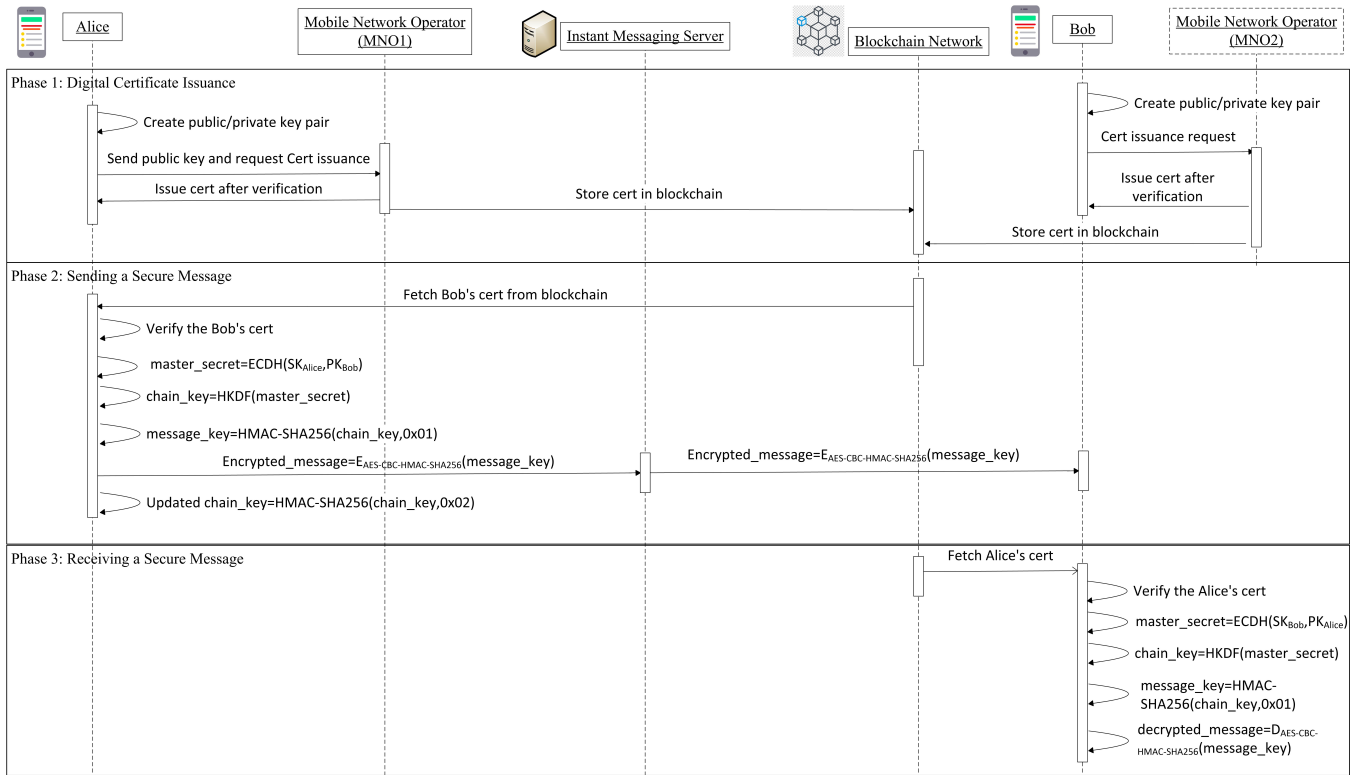 Alice
Mobile Network Operator
(MNO1)
Instant Messaging Server
Blockchain Network
Bob
Mobile Network Operator
(MNO2)
Phase 1: Digital Certificate Issuance
Create public/private key pair
Create public/private key pair
Send public key and request Cert issuance
Cert issuance request
Issue cert after verification
Issue cert after
verification
Store cert in blockchain
Store cert in blockchain
Phase 2: Sending a Secure Message
Fetch Bob's cert from blockchain
Verify the Bob's cert
master_secret=ECDH(SKAlice,PKBob)
chain_key=HKDF(master_secret)
message_key=HMAC-SHA256(chain_key,0x01)
Encrypted_message=EAES-CBC-HMAC-SHA256(message_key)
Encrypted_message=EAES-CBC-HMAC-SHA256(message_key)
Updated chain_key=HMAC-SHA256(chain_key,0x02)
Phase 3: Receiving a Secure Message
Fetch Alice's cert
Verify the Alice's cert
master_secret=ECDH(SKBob,PKAlice)
chain_key=HKDF(master_secret)
message_key=HMAC-
SHA256(chain_key,0x01)
decrypted_message=DAES-CBC-
HMAC-SHA256(message_key)